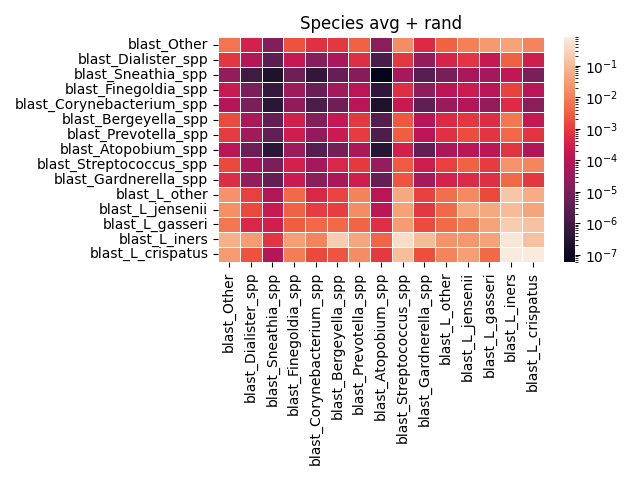 Species avg + rand
blast_Other
blast_Dialister_spp
blast_Sneathia_spp
blast_Finegoldia_spp
blast_Corynebacterium_spp
blast_Bergeyella_spp
blast_Prevotella_spp
blast_Atopobium_spp
blast_Streptococcus_spp
blast_Gardnerella_spp
blast_L_other
blast_L_jensenii
blast_L_gasseri
blast_L_iners
blast_L_crispatus
blast_Other
blast_Dialister_spp
blast_Sneathia_spp
blast_Finegoldia_spp
blast_Corynebacterium_spp
blast_Bergeyella_spp
blast_Prevotella_spp
blast_Atopobium_spp
blast_Streptococcus_spp
blast_Gardnerella_spp
blast_L_other
blast_L_jensenii
blast_L_gasseri
blast_L_iners
blast_L_crispatus
10⁻¹
10⁻²
10⁻³
10⁻⁴
10⁻⁵
10⁻⁶
10⁻⁷